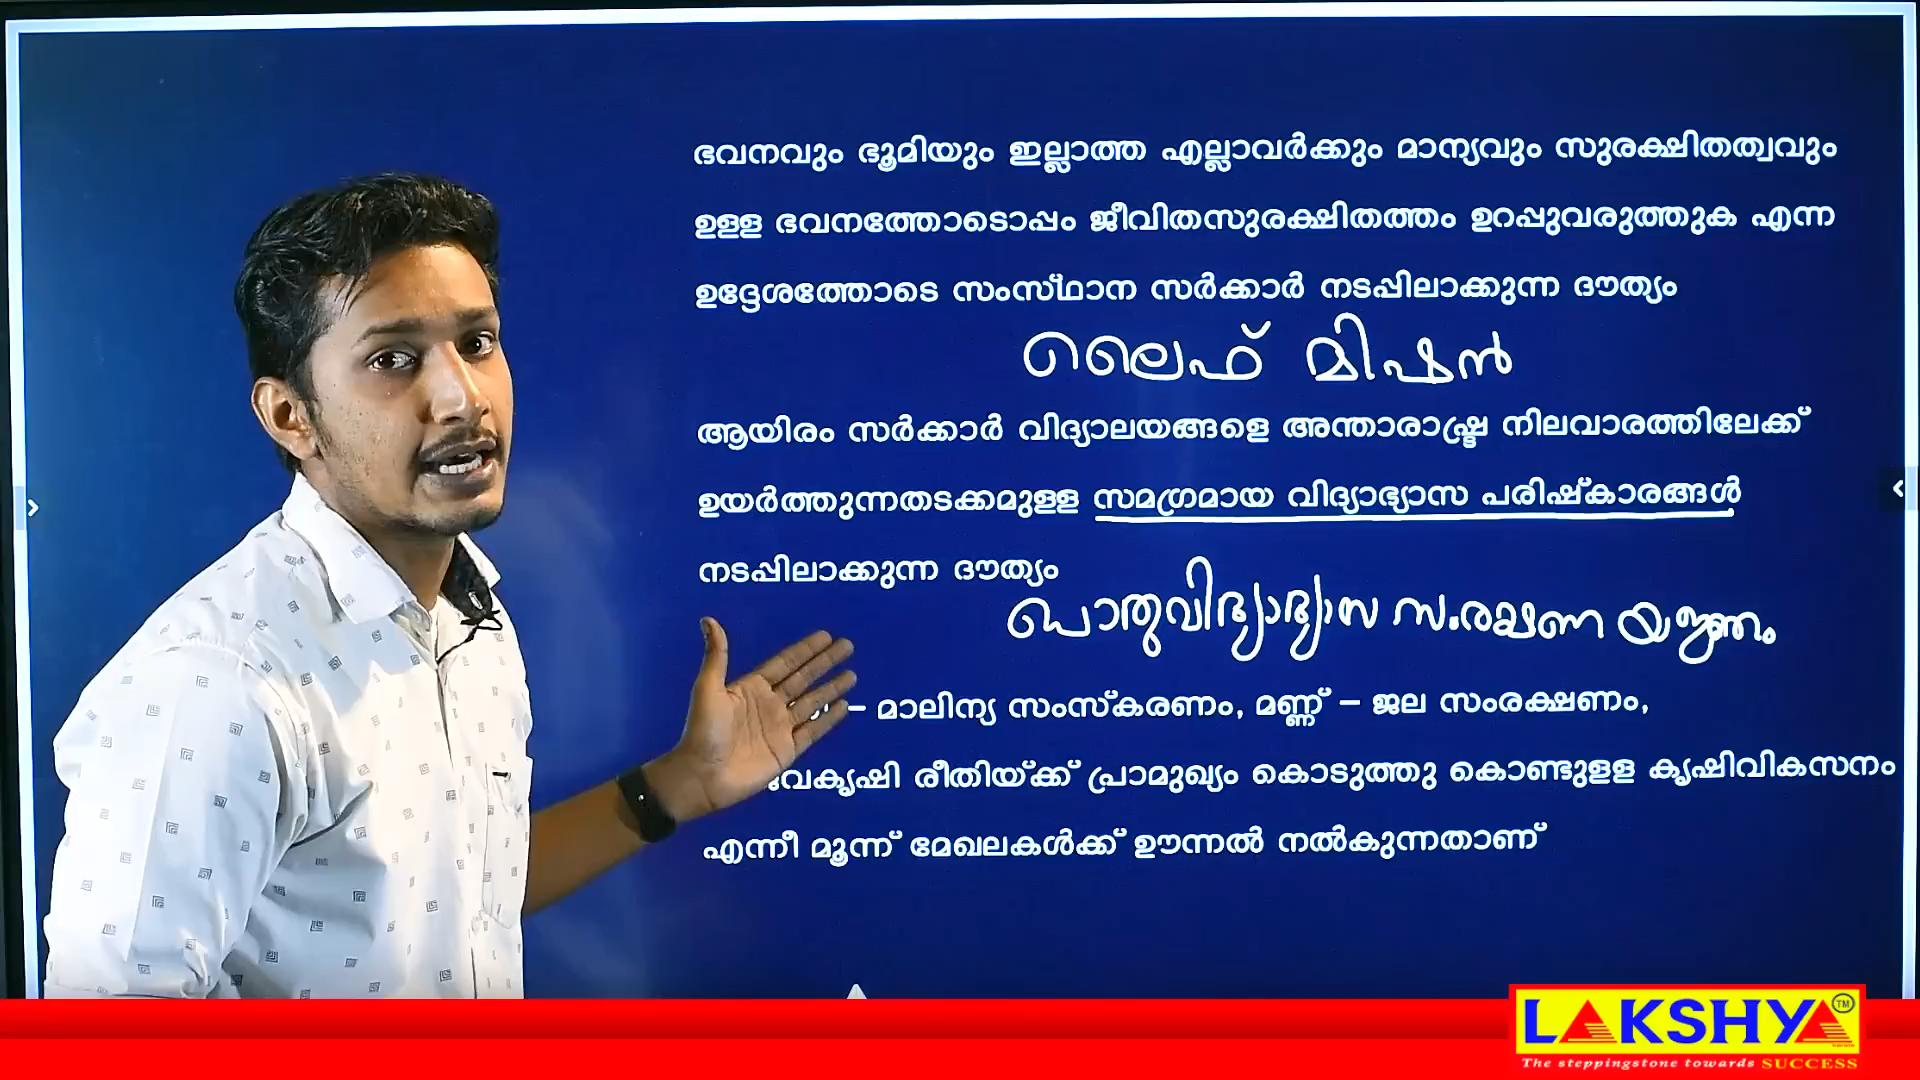 ഭവനവും ഭൂമിയും ഇല്ലാത്ത എല്ലാവർക്കും മാന്യവും സുരക്ഷിതത്വവും
ഉള്ള ഭവനത്തോടൊപ്പം ജീവിതസുരക്ഷിതത്തം ഉറപ്പുവരുത്തുക എന്ന
ഉദ്ദേശത്തോടെ സംസ്ഥാന സർക്കാർ നടപ്പിലാക്കുന്ന ദൗത്യം
ലൈഫ് മിഷൻ
ആയിരം സർക്കാർ വിദ്യാലയങ്ങളെ അന്താരാഷ്ട്ര നിലവാരത്തിലേക്ക്
ഉയർത്തുന്നതടക്കമുള്ള സമഗ്രമായ വിദ്യാഭ്യാസ പരിഷ്കാരങ്ങൾ
നടപ്പിലാക്കുന്ന ദൗത്യം
പൊതുവിദ്യാഭ്യാസ സംരക്ഷണ യജ്ഞം
– മാലിന്യ സംസ്കരണം, മണ്ണ് – ജല സംരക്ഷണം,
രീതിയ്ക്ക് പ്രാമുഖ്യം കൊടുത്തു കൊണ്ടുള്ള കൃഷിവികസനം
എന്നീ മൂന്ന് മേഖലകൾക്ക് ഊന്നൽ നൽകുന്നതാണ്
LAKSHYA TM
The steppingstone towards SUCCESS